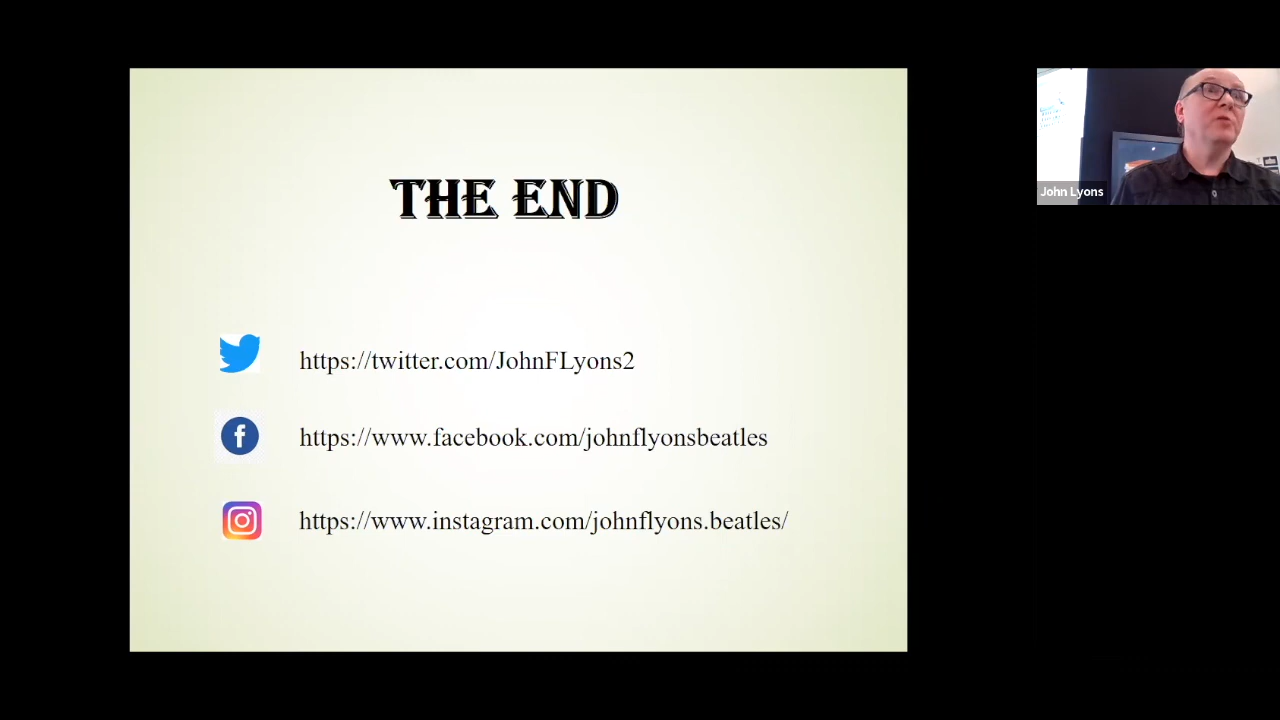 THE END
https://twitter.com/JohnFLyons2
https://www.facebook.com/johnflyonsbeatles
https://www.instagram.com/johnflyons.beatles/
John Lyons